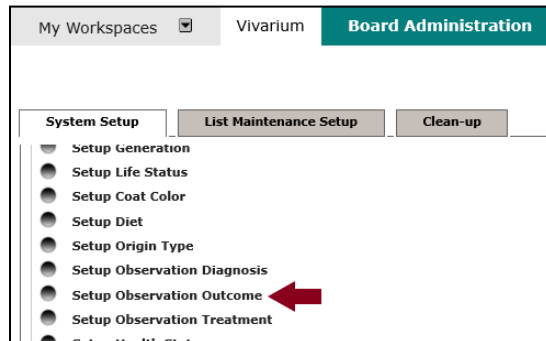 My Workspaces Vivarium Board Administration
System Setup List Maintenance Setup Clean-up
Setup Generation
Setup Life Status
Setup Coat Color
Setup Diet
Setup Origin Type
Setup Observation Diagnosis
Setup Observation Outcome
Setup Observation Treatment